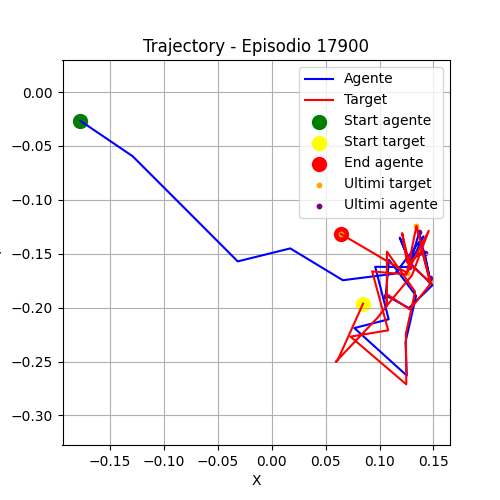 Trajectory - Episodio 17900
Agente
Target
Start agente
Start target
End agente
Ultimi target
Ultimi agente
0.00
−0.05
−0.10
−0.15
−0.20
−0.25
−0.30
−0.15
−0.10
−0.05
0.00
0.05
0.10
0.15
X